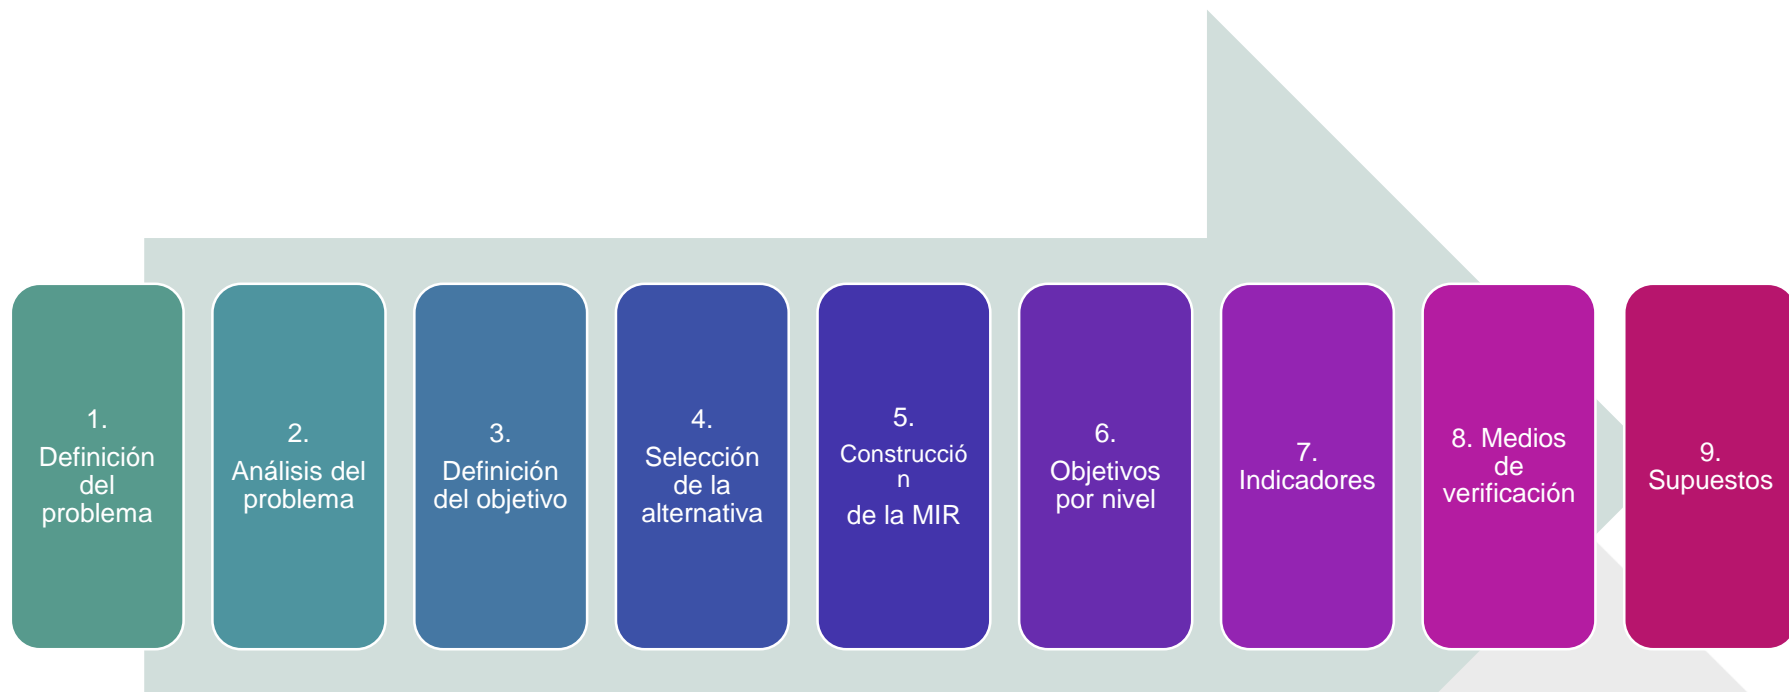 1.
Definición
del
problema
2.
Análisis del
problema
3.
Definición
del objetivo
4.
Selección
de la
alternativa
5.
Construcció
n
de la MIR
6.
Objetivos
por nivel
7.
Indicadores
8. Medios
de
verificación
9.
Supuestos